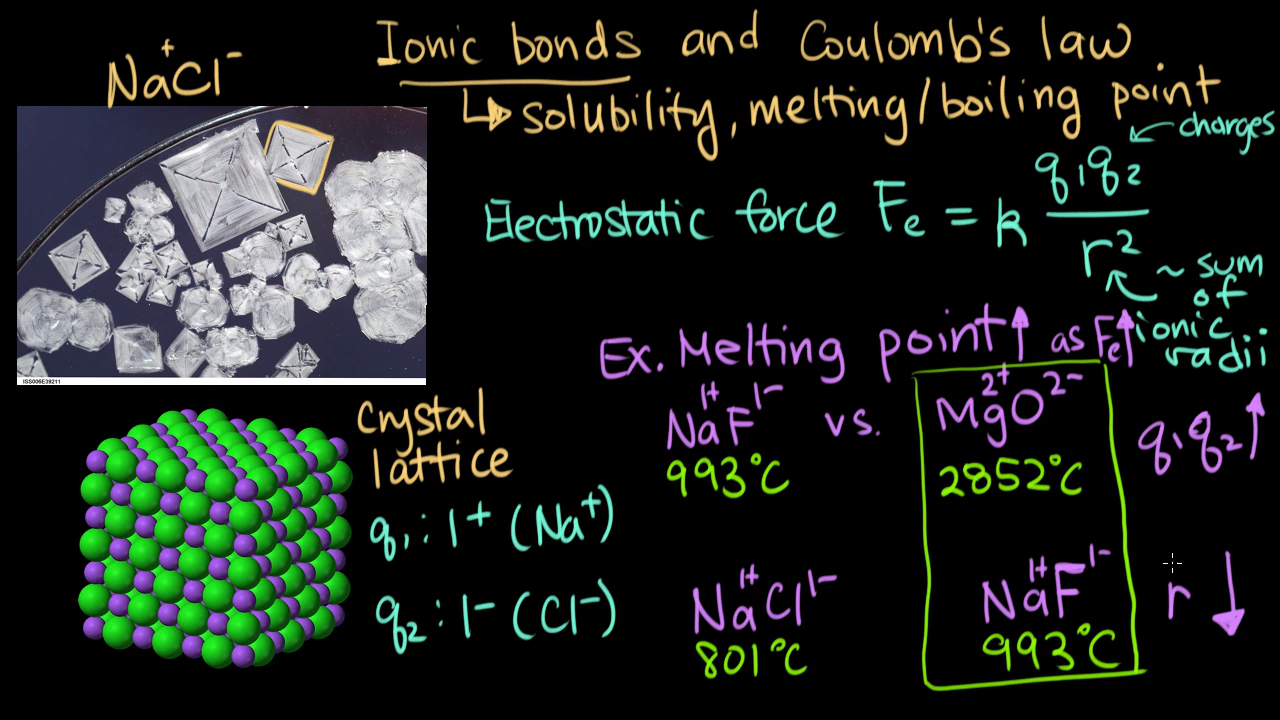 Na⁺Cl⁻
Ionic bonds and Coulomb's law
↳ solubility, melting/boiling point
← charges
Electrostatic force Fe = k q₁q₂ / r²
~ sum of ionic radii
Ex. Melting point ↑ as Fe ↑
Na¹⁺F¹⁻ vs. Mg²⁺O²⁻
993°C 2852°C
q₁q₂ ↑
ISS006E39211
Crystal
lattice
q₁: 1⁺ (Na⁺)
q₂: 1⁻ (Cl⁻)
Na¹⁺Cl¹⁻ Na¹⁺F¹⁻
801°C 993°C
r ↓